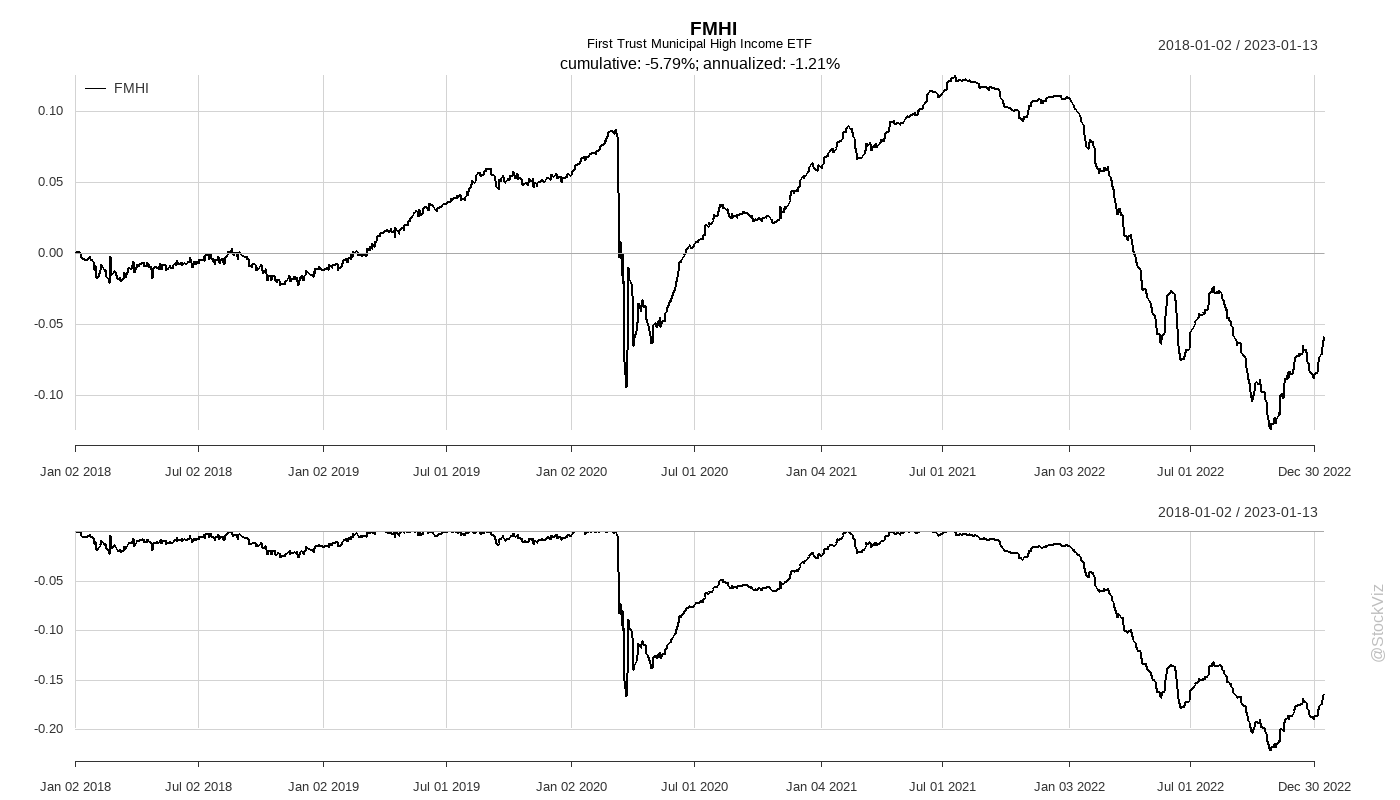 FMHI
First Trust Municipal High Income ETF
2018-01-02 / 2023-01-13
cumulative: -5.79%; annualized: -1.21%
FMHI
0.10
0.05
0.00
-0.05
-0.10
Jan 02 2018 Jul 02 2018 Jan 02 2019 Jul 01 2019 Jan 02 2020 Jul 01 2020 Jan 04 2021 Jul 01 2021 Jan 03 2022 Jul 01 2022 Dec 30 2022
2018-01-02 / 2023-01-13
-0.05
-0.10
-0.15
-0.20
Jan 02 2018 Jul 02 2018 Jan 02 2019 Jul 01 2019 Jan 02 2020 Jul 01 2020 Jan 04 2021 Jul 01 2021 Jan 03 2022 Jul 01 2022 Dec 30 2022
@StockViz